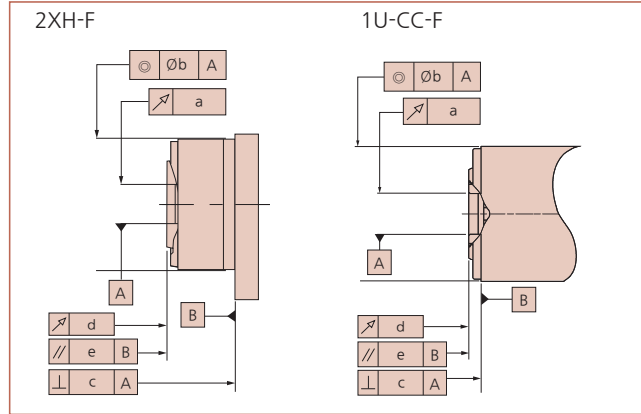 2XH-F
◎ Øb A
↗ a
A
B
↗ d
// e B
⊥ c A
1U-CC-F
◎ Øb A
↗ a
A
B
↗ d
// e B
⊥ c A